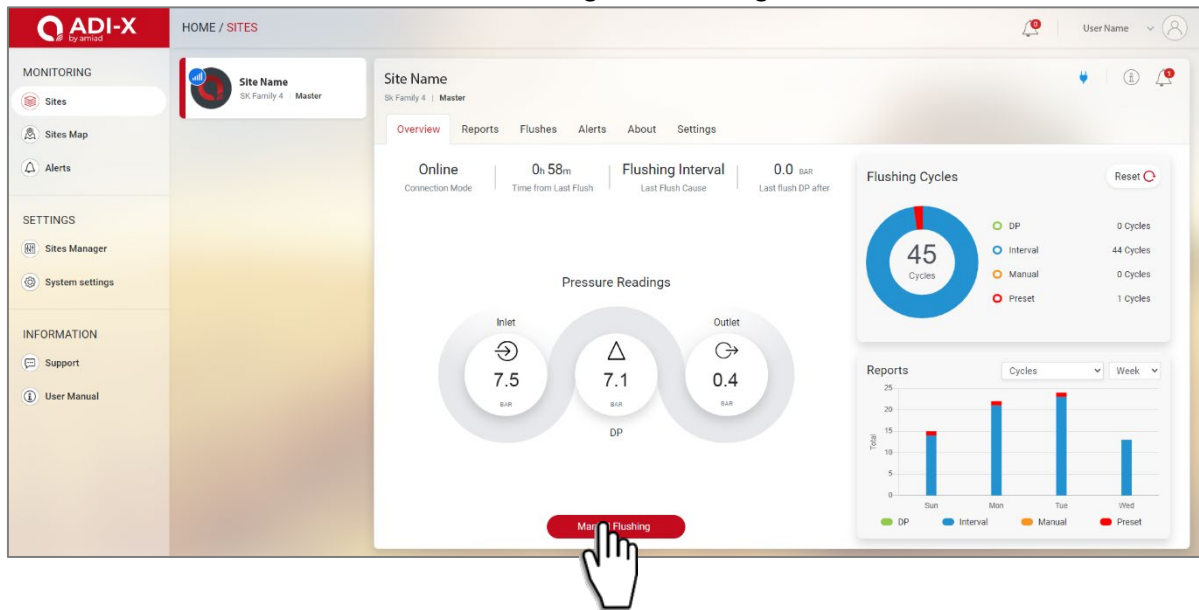 ADI-X
by amiad
HOME / SITES
User Name
MONITORING
Sites
Sites Map
Alerts
SETTINGS
Sites Manager
System settings
INFORMATION
Support
User Manual
Site Name
SK Family 4 | Master
Site Name
Sk Family 4 | Master
1
Overview Reports Flushes Alerts About Settings
Online
Connection Mode
0h 58m
Time from Last Flush
Flushing Interval
Last Flush Cause
0.0 BAR
Last flush DP after
Pressure Readings
Inlet
7.5
BAR
7.1
BAR
DP
Outlet
0.4
BAR
Flushing
Flushing Cycles
Reset
45
Cycles
DP 0 Cycles
Interval 44 Cycles
Manual 0 Cycles
Preset 1 Cycles
Reports
Cycles
Week
Total
25
20
15
10
5
0
Sun Mon Tue Wed
DP Interval Manual Preset